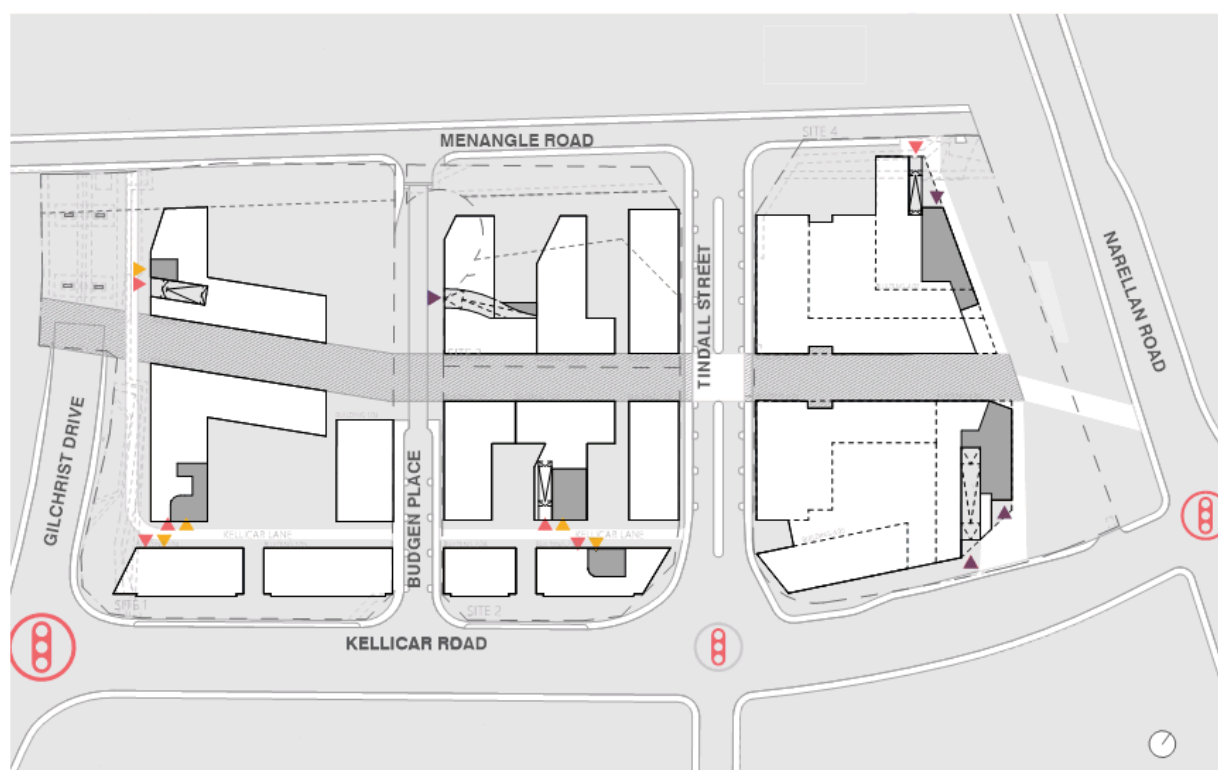 SITE 4
MENANGLE ROAD
NARELLAN ROAD
TINDALL STREET
GILCHRIST DRIVE
BUDGEN PLACE
KELLICAR LANE
KELLICAR LANE
SITE 1
SITE 2
KELLICAR ROAD